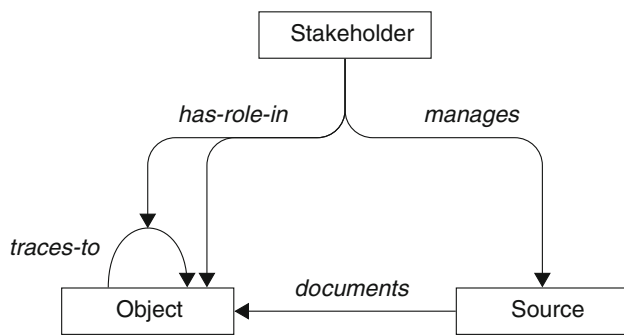 Stakeholder
has-role-in
manages
traces-to
documents
Object
Source